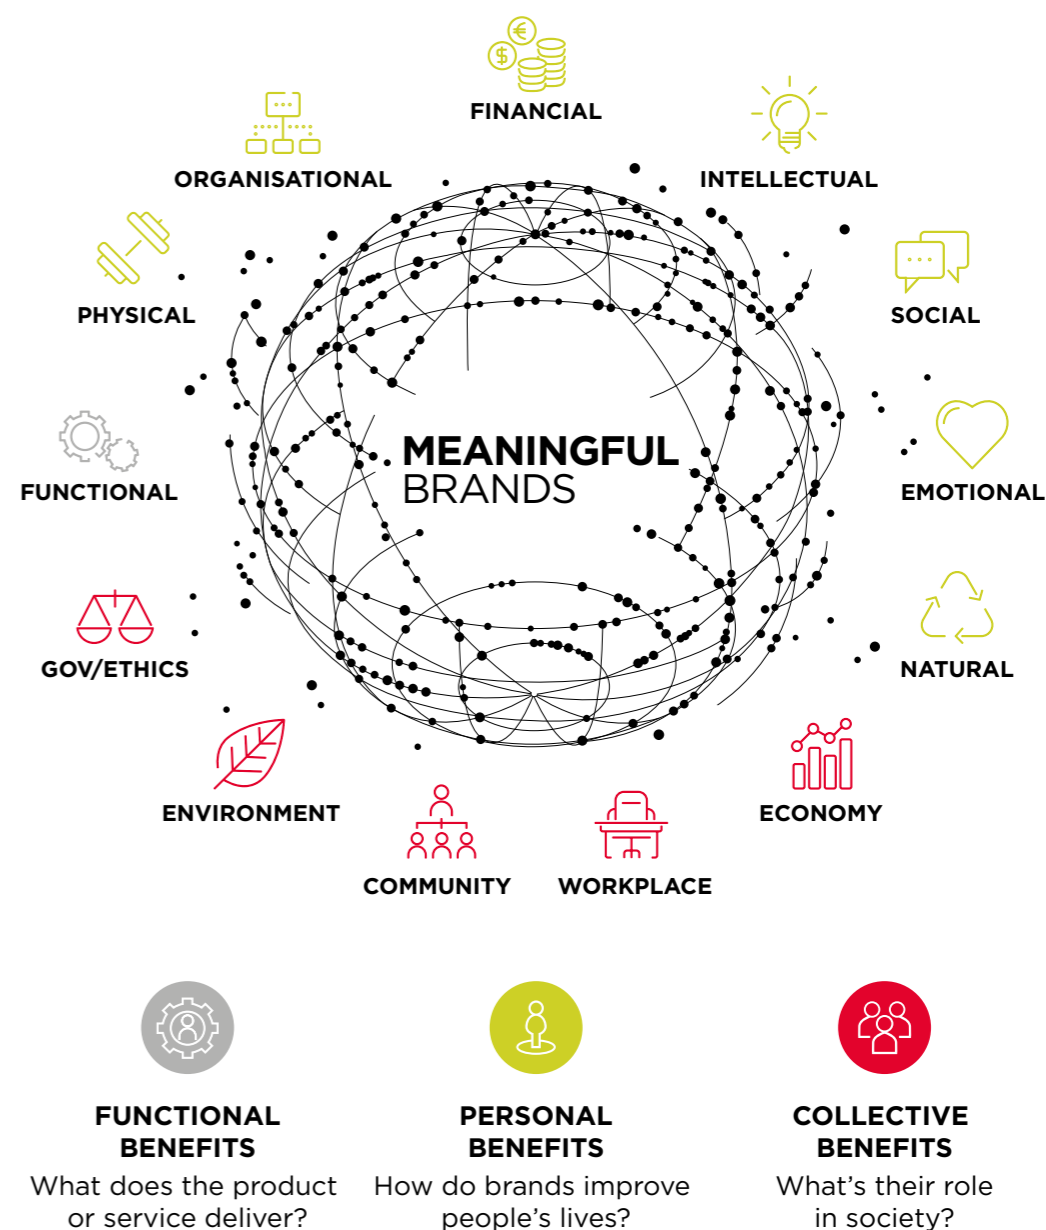 FINANCIAL
ORGANISATIONAL
INTELLECTUAL
PHYSICAL
SOCIAL
MEANINGFUL
BRANDS
FUNCTIONAL
EMOTIONAL
GOV/ETHICS
NATURAL
ENVIRONMENT
ECONOMY
COMMUNITY
WORKPLACE
$
€
FUNCTIONAL
BENEFITS
What does the product
or service deliver?
PERSONAL
BENEFITS
How do brands improve
people's lives?
COLLECTIVE
BENEFITS
What's their role
in society?